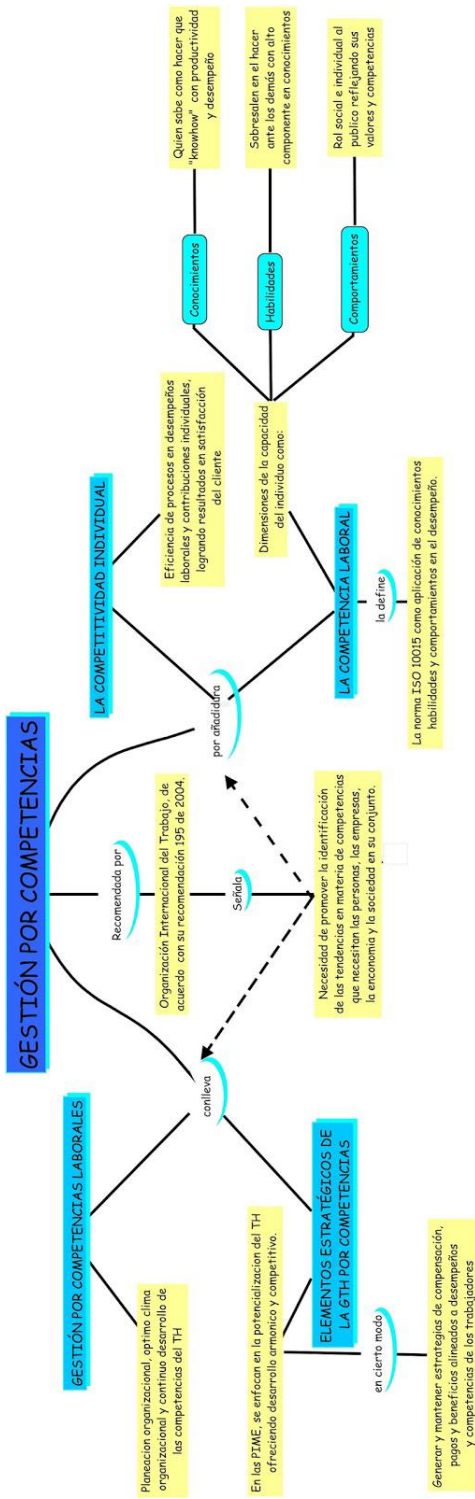 GESTIÓN POR COMPETENCIAS
GESTIÓN POR COMPETENCIAS LABORALES
Planeacion organizacional, optimo clima
organizacional y continuo desarrollo de
las competencias del TH
conlleva
En las PIME, se enfocan en la potencializacion del TH
ofreciendo desarrollo armonico y competitivo.
ELEMENTOS ESTRATÉGICOS DE
LA GTH POR COMPETENCIAS
en cierto modo
Generar y mantener estrategias de compensación,
pagos y beneficios alineados a desempeños
y competencias de los trabajadores
Recomendada por
Organización Internacional del Trabajo, de
acuerdo con su recomendación 195 de 2004.
Señala
Necesidad de promover la identificación
de las tendencias en materia de competencias
que necesitan las personas, las empresas,
la enconomia y la sociedad en su conjunto.
por añadidura
LA COMPETITIVIDAD INDIVIDUAL
Eficiencia de procesos en desempeños
laborales y contribuciones individuales,
logrando resultados en satisfacción
del cliente
LA COMPETENCIA LABORAL
la define
La norma ISO 10015 como aplicación de conocimientos
habilidades y comportamientos en el desempeño.
Dimensiones de la capacidad
del individuo como:
Conocimientos
Quien sabe como hacer que
"knowhow" con productividad
y desempeño
Habilidades
Sobresalen en el hacer
ante los demás con alto
componente en conocimientos
Comportamientos
Rol social e individual al
publico reflejando sus
valores y competencias